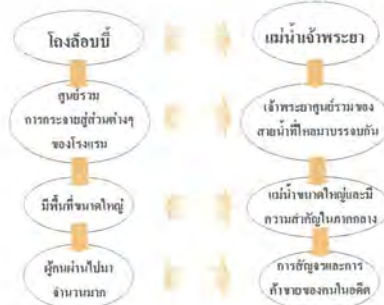 โถงล็อบบี้
แม่น้ำเจ้าพระยา
ศูนย์รวม
การกระจายสู่ส่วนต่างๆ
ของโรงแรม
เจ้าพระยาศูนย์รวมของ
สายน้ำที่ไหลมาบรรจบกัน
มีพื้นที่ขนาดใหญ่
แม่น้ำขนาดใหญ่และมี
ความสำคัญในภาคกลาง
ผู้คนผ่านไปมา
จำนวนมาก
การสัญจรและการ
ค้าขายของคนในอดีต